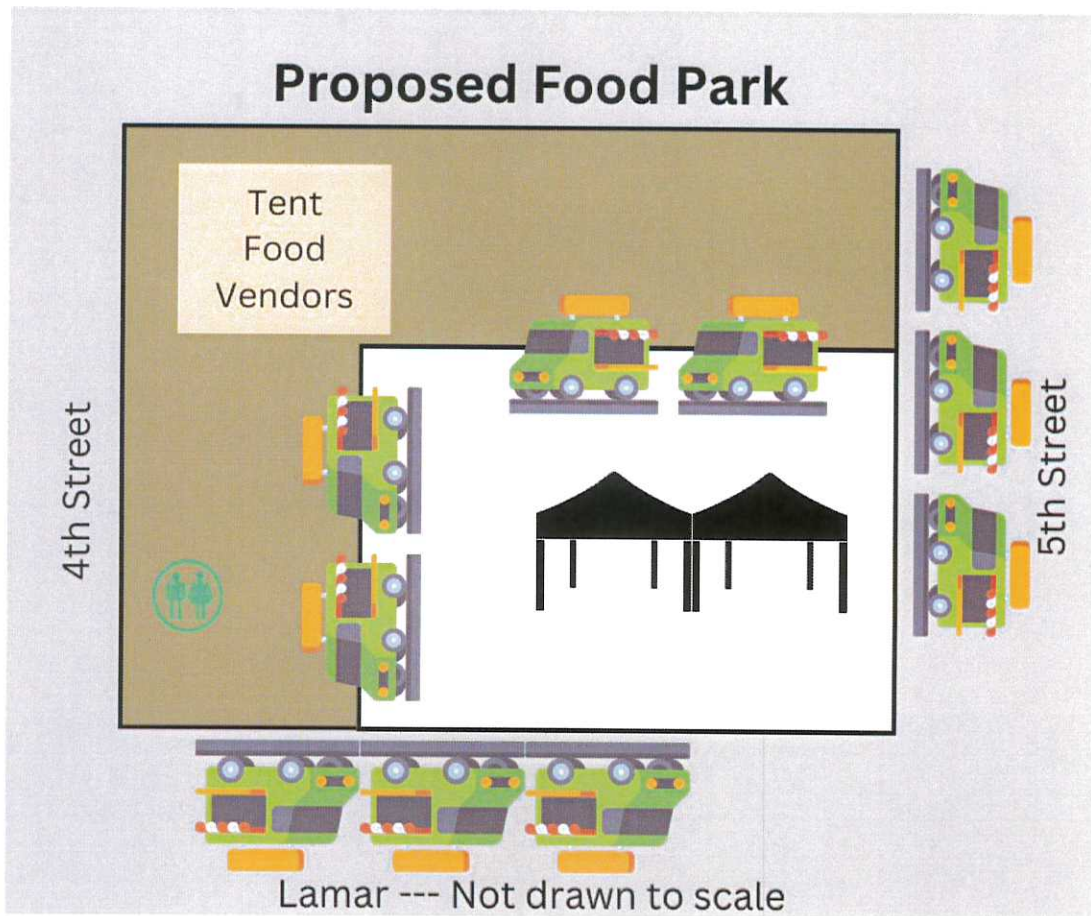 Proposed Food Park
Tent
Food
Vendors
4th Street
5th Street
Lamar --- Not drawn to scale